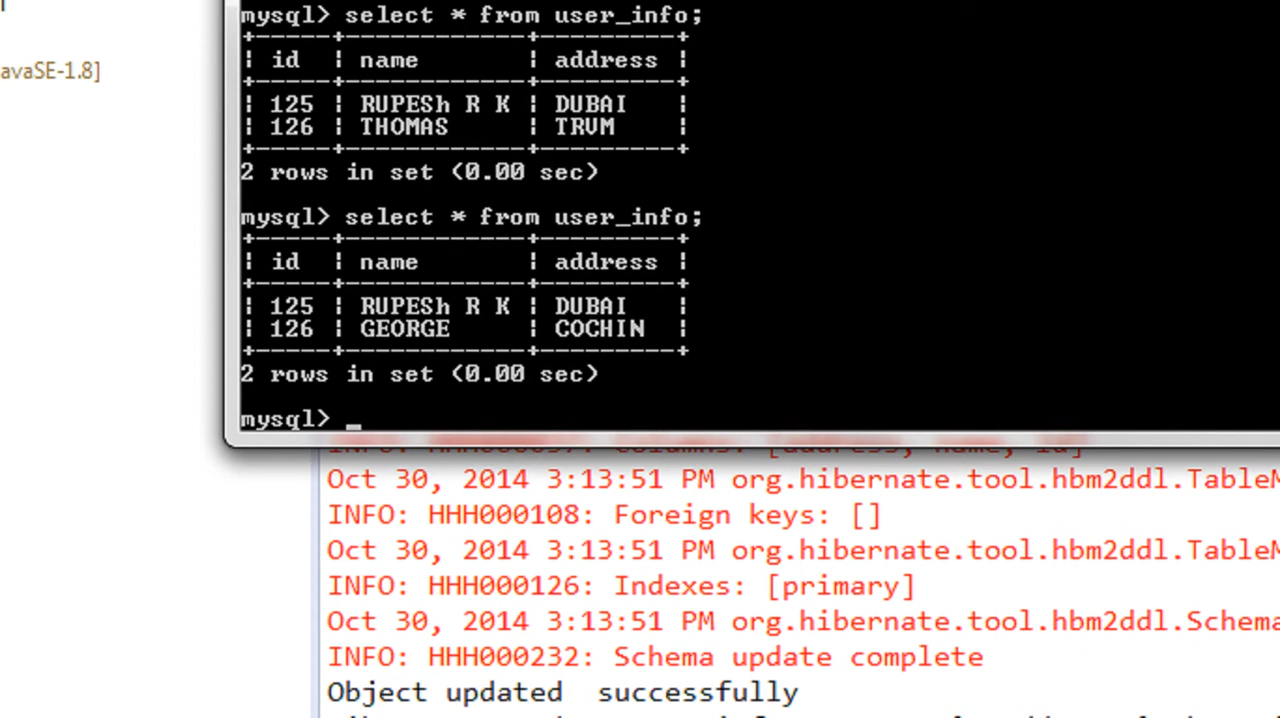 mysql> select * from user_info;
avaSE-1.8]
| id | name | address |
| 125 | RUPESh R K | DUBAI |
| 126 | THOMAS | TRVM |
2 rows in set (0.00 sec)
mysql> select * from user_info;
| id | name | address |
| 125 | RUPESh R K | DUBAI |
| 126 | GEORGE | COCHIN |
2 rows in set (0.00 sec)
mysql> _
Oct 30, 2014 3:13:51 PM org.hibernate.tool.hbm2ddl.TableM
INFO: HHH000108: Foreign keys: []
Oct 30, 2014 3:13:51 PM org.hibernate.tool.hbm2ddl.TableM
INFO: HHH000126: Indexes: [primary]
Oct 30, 2014 3:13:51 PM org.hibernate.tool.hbm2ddl.Schema
INFO: HHH000232: Schema update complete
Object updated  successfully